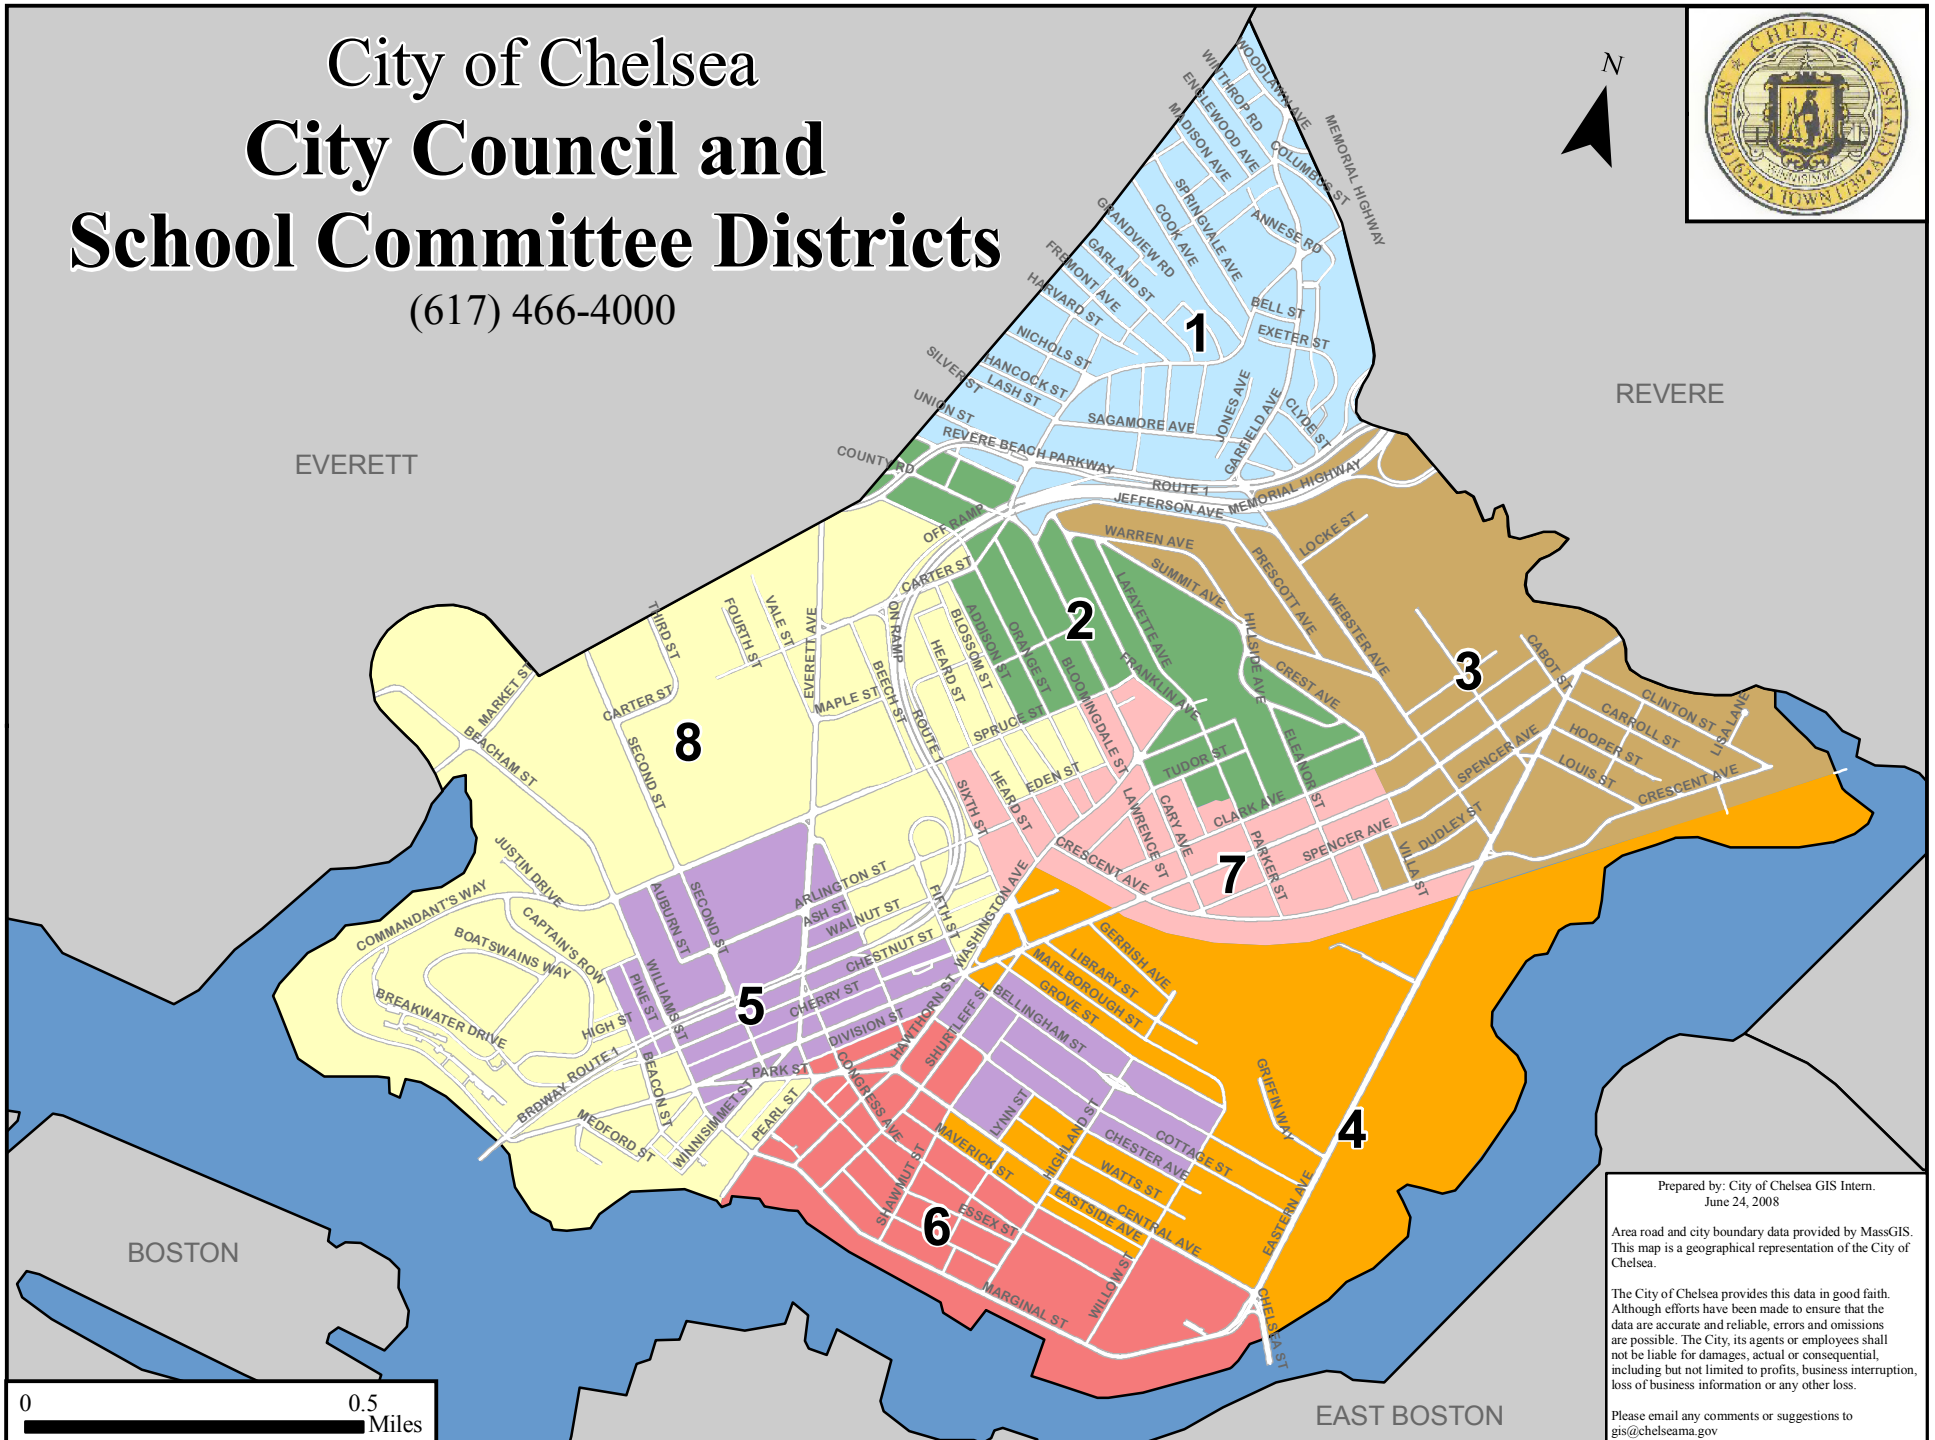 City of Chelsea
City Council and
School Committee Districts
(617) 466-4000
N
CHELSEA
SETTLED 1624 • A TOWN 1739 • A CITY 1857
WINNISIMMET
EVERETT
REVERE
BOSTON
EAST BOSTON
1
2
3
4
5
6
7
8
WOODLAWN AVE
WINTHROP RD
ENGLEWOOD AVE
MADISON AVE
MEMORIAL HIGHWAY
COLUMBUS ST
SPRINGVALE AVE
ANNESE RD
COOK AVE
GRANDVIEW RD
GARLAND ST
FREMONT AVE
HARVARD ST
BELL ST
EXETER ST
NICHOLS ST
HANCOCK ST
SILVER ST
LASH ST
UNION ST
SAGAMORE AVE
JONES AVE
GARFIELD AVE
CLYDE ST
REVERE BEACH PARKWAY
COUNTY RD
ROUTE 1
JEFFERSON AVE
MEMORIAL HIGHWAY
OFF RAMP
WARREN AVE
LOCKE ST
SUMMIT AVE
PRESCOTT AVE
WEBSTER AVE
CARTER ST
LAFAYETTE AVE
THIRD ST
FOURTH ST
VALE ST
EVERETT AVE
ON RAMP
BLOSSOM ST
ADDISON ST
ORANGE ST
HEARD ST
BLOOMINGDALE ST
FRANKLIN AVE
HILLSIDE AVE
CREST AVE
CABOT ST
CLINTON ST
CARROLL ST
LISA LANE
HOOPER ST
LOUIS ST
CRESCENT AVE
SPENCER AVE
MARKET ST
BEACHAM ST
CARTER ST
SECOND ST
MAPLE ST
BEECH ST
ROUTE 1
SPRUCE ST
EDEN ST
HEARD ST
SIXTH ST
TUDOR ST
ELEANOR ST
CLARK AVE
LAWRENCE ST
CARY AVE
PARKER ST
SPENCER AVE
DUDLEY ST
VILLA ST
CRESCENT AVE
JUSTIN DRIVE
COMMANDANT'S WAY
CAPTAIN'S ROW
BOATSWAINS WAY
BREAKWATER DRIVE
AUBURN ST
SECOND ST
ARLINGTON ST
ASH ST
WALNUT ST
FIFTH ST
WASHINGTON AVE
CHESTNUT ST
WILLIAMS ST
PINE ST
HIGH ST
CHERRY ST
DIVISION ST
HAWTHORN ST
SHURTLEFF ST
GERRISH AVE
LIBRARY ST
MARLBOROUGH ST
GROVE ST
BELLINGHAM ST
ROUTE 1
BRDWAY
BEACON ST
PARK ST
CONGRESS AVE
MEDFORD ST
WINNISIMMET ST
PEARL ST
LYNN ST
HIGHLAND ST
MAVERICK ST
CHESTER AVE
COTTAGE ST
WATTS ST
GRIFFIN WAY
EASTERN AVE
SHAWMUT ST
ESSEX ST
EASTSIDE AVE
CENTRAL AVE
WILLOW ST
MARGINAL ST
CHELSEA ST
0
0.5
Miles
Prepared by: City of Chelsea GIS Intern.
June 24, 2008
Area road and city boundary data provided by MassGIS.
This map is a geographical representation of the City of
Chelsea.
The City of Chelsea provides this data in good faith.
Although efforts have been made to ensure that the
data are accurate and reliable, errors and omissions
are possible. The City, its agents or employees shall
not be liable for damages, actual or consequential,
including but not limited to profits, business interruption,
loss of business information or any other loss.
Please email any comments or suggestions to
gis@chelseama.gov